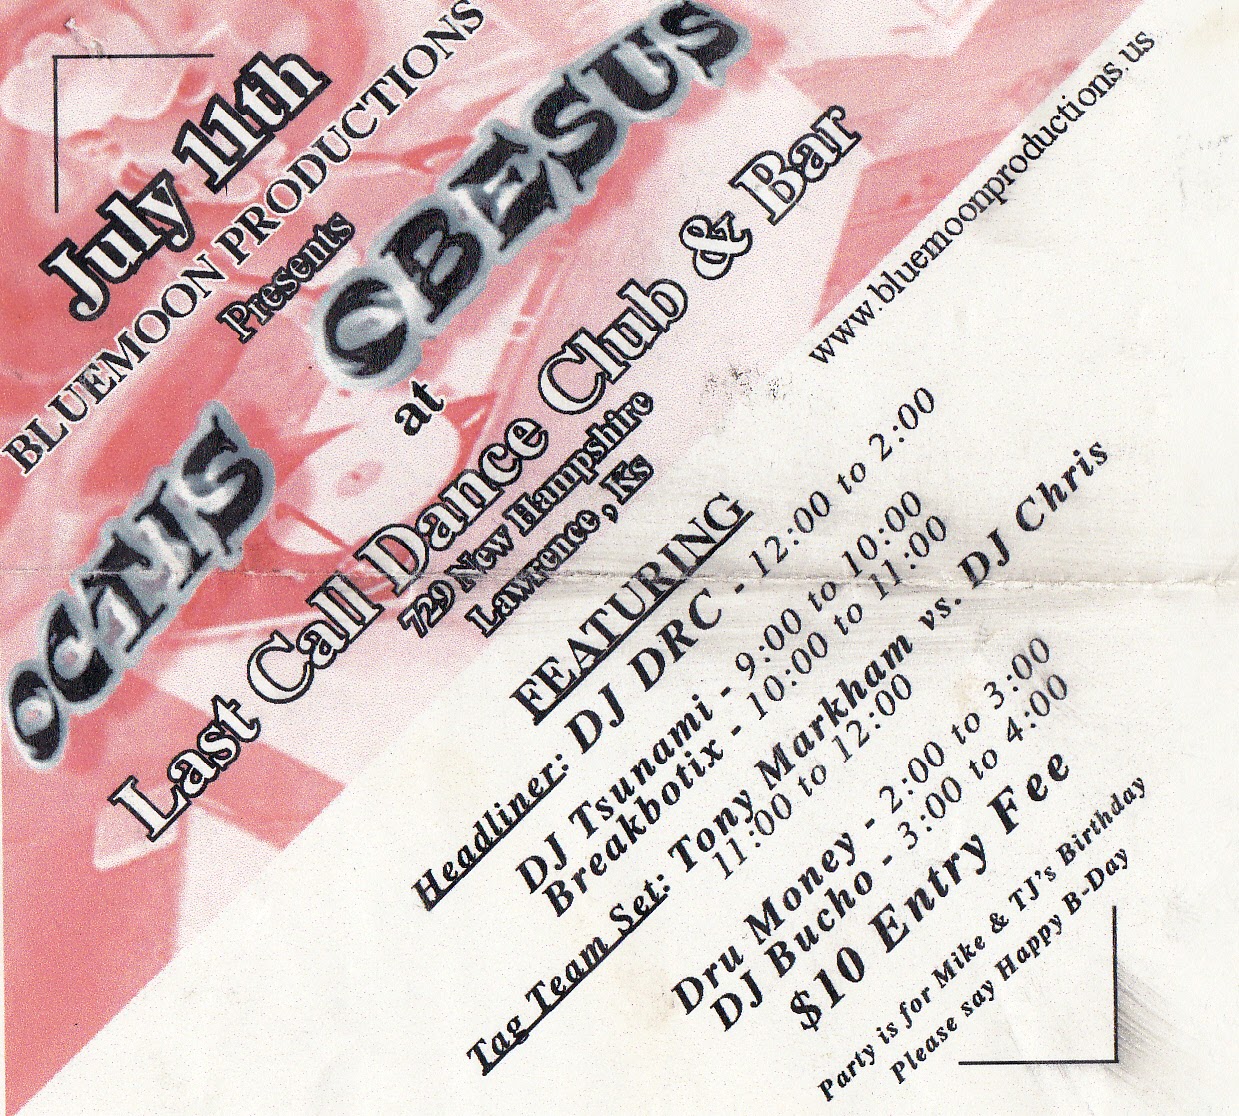 July 11th
BLUEMOON PRODUCTIONS
Presents
OCTUS OBESUS
at
Last Call Dance Club & Bar
729 New Hampshire
Lawrence, Ks
www.bluemoonproductions.us
FEATURING
Headliner: DJ DRC - 12:00 to 2:00
DJ Tsunami - 9:00 to 10:00
Breakbotix - 10:00 to 11:00
Tag Team Set: Tony Markham vs. DJ Chris
11:00 to 12:00
Dru Money - 2:00 to 3:00
DJ Bucho - 3:00 to 4:00
$10 Entry Fee
Party is for Mike & TJ's Birthday
Please say Happy B-Day